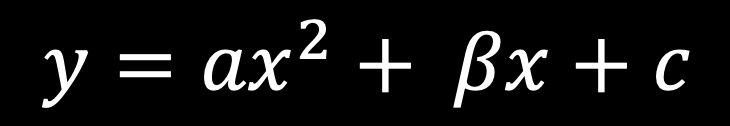 y = ax² + βx + c